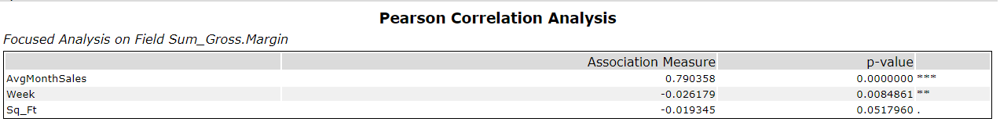 Pearson Correlation Analysis
Focused Analysis on Field Sum_Gross.Margin
Association Measure p-value
AvgMonthSales 0.790358 0.0000000 ***
Week -0.026179 0.0084861 **
Sq_Ft -0.019345 0.0517960 .